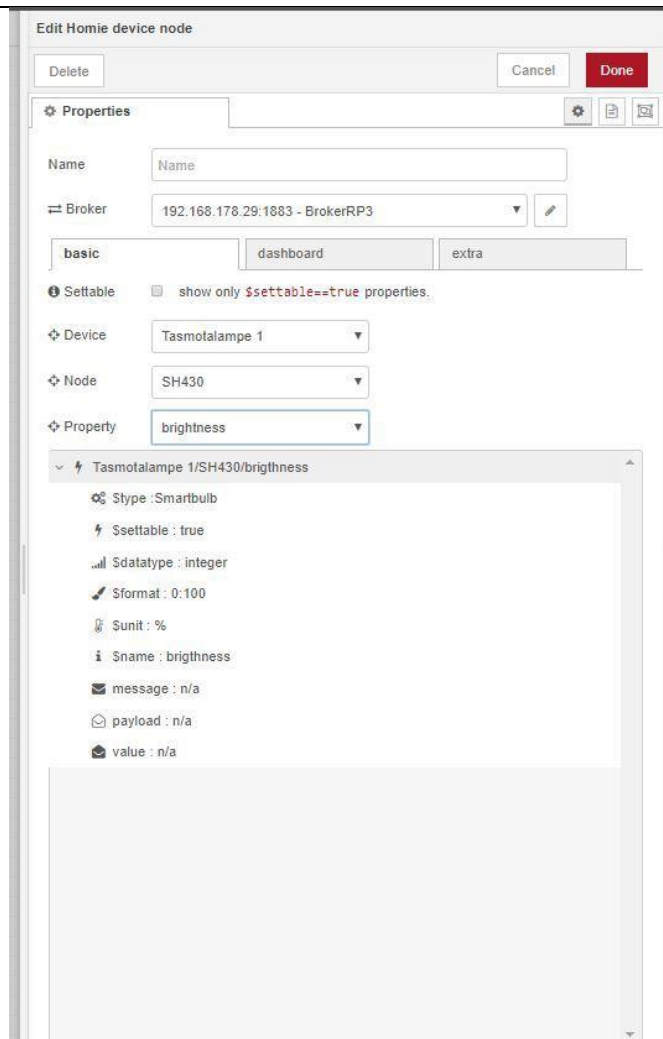 Edit Homie device node
Delete Cancel Done
Properties
Name Name
Broker 192.168.178.29:1883 - BrokerRP3
basic dashboard extra
Settable show only $settable==true properties.
Device Tasmotalampe 1
Node SH430
Property brightness
Tasmotalampe 1/SH430/brigthness
$type :Smartbulb
$settable : true
$datatype : integer
$format : 0:100
$unit : %
$name : brigthness
message : n/a
payload : n/a
value : n/a